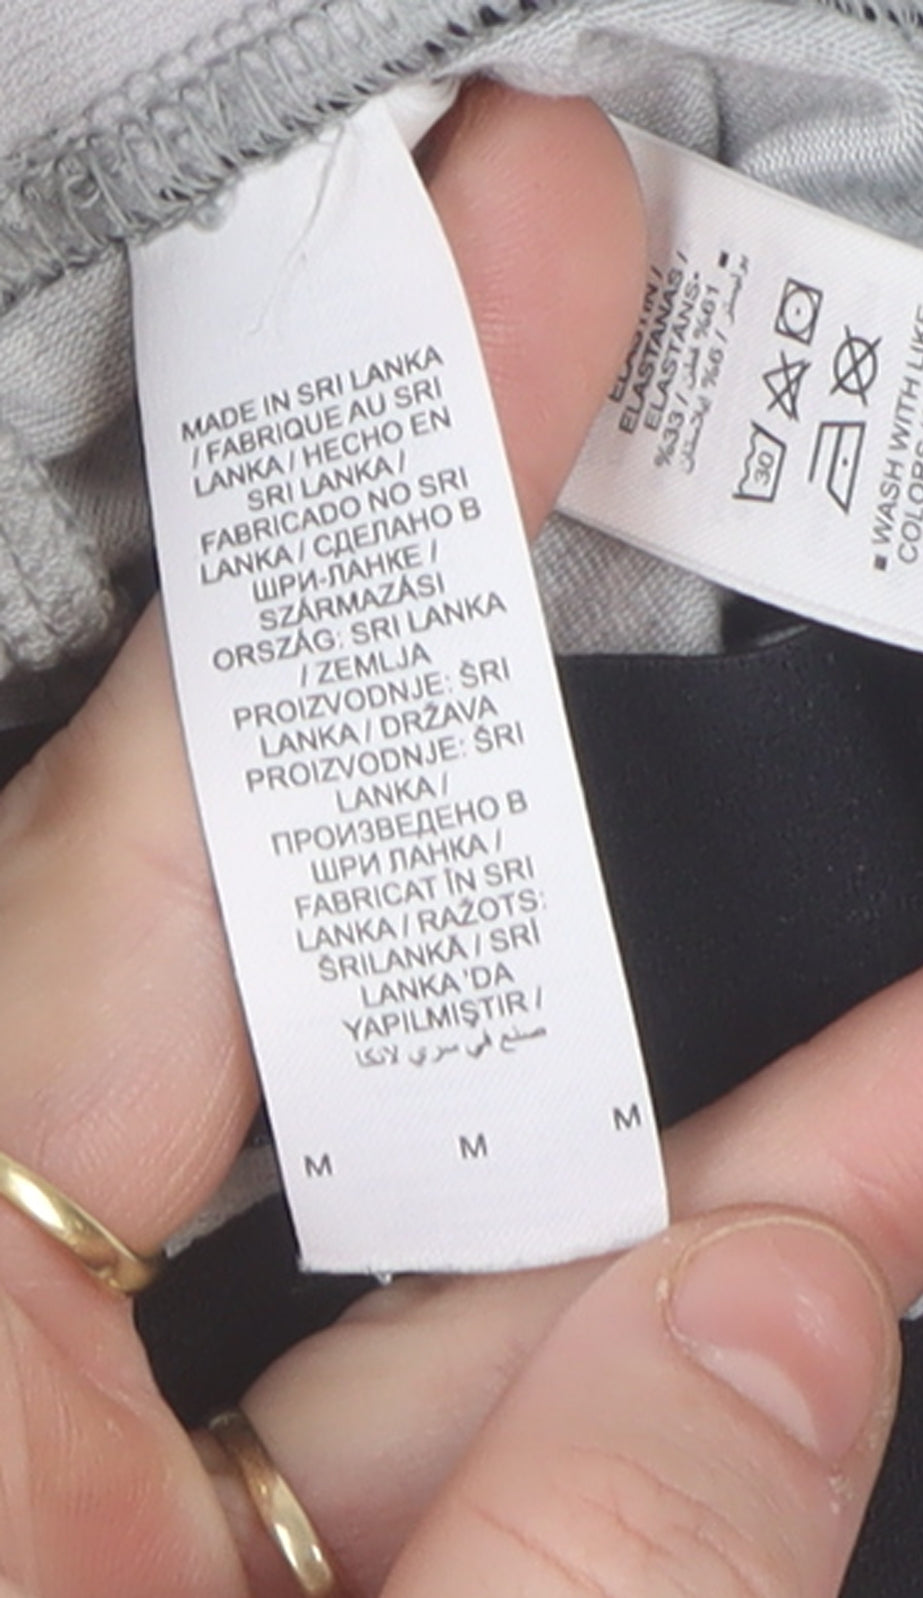 MADE IN SRI LANKA
/ FABRIQUE AU SRI
LANKA / HECHO EN
SRI LANKA /
FABRICADO NO SRI
LANKA / СДЕЛАНО В
ШРИ-ЛАНКЕ /
SZÁRMAZÁSI
ORSZÁG: SRI LANKA
/ ZEMLJA
PROIZVODNJE: ŠRI
LANKA / DRŽAVA
PROIZVODNJE: ŠRI
LANKA /
ПРОИЗВЕДЕНО В
ШРИ ЛАНКА /
FABRICAT ÎN SRI
LANKA / RAŽOTS:
ŠRILANKĀ / SRİ
LANKA 'DA
YAPILMIŞTIR /
صنع في سري لانكا
M M M
ELASTANAS /
ELASTANS-
30
■ WASH WITH LIKE